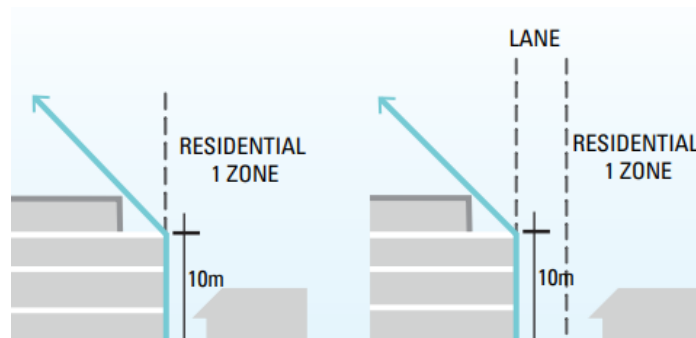 RESIDENTIAL
1 ZONE
10m
LANE
RESIDENTIAL
1 ZONE
10m